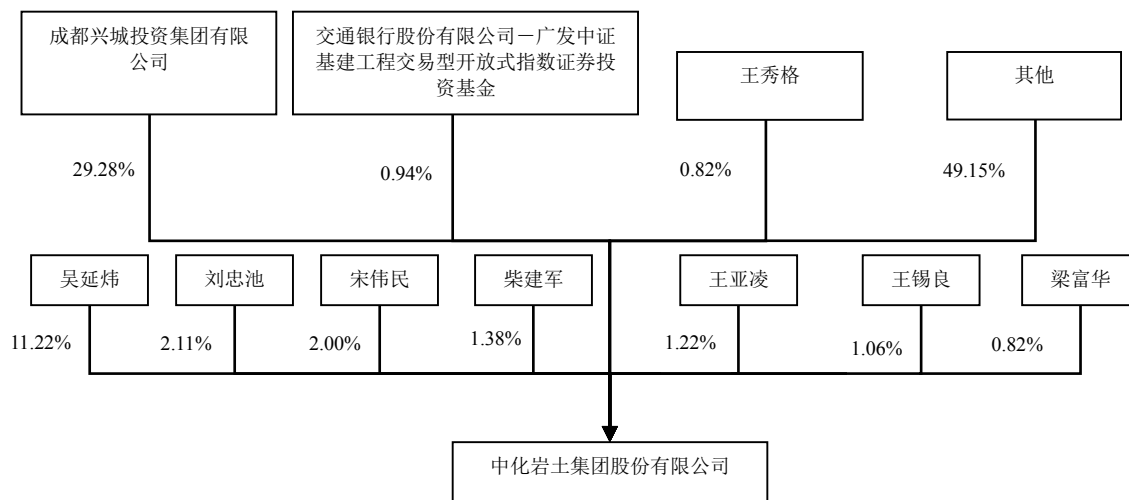 成都兴城投资集团有限
公司
交通银行股份有限公司－广发中证
基建工程交易型开放式指数证券投
资基金
王秀格
其他
29.28%
0.94%
0.82%
49.15%
吴延炜
刘忠池
宋伟民
柴建军
王亚凌
王锡良
梁富华
11.22%
2.11%
2.00%
1.38%
1.22%
1.06%
0.82%
中化岩土集团股份有限公司